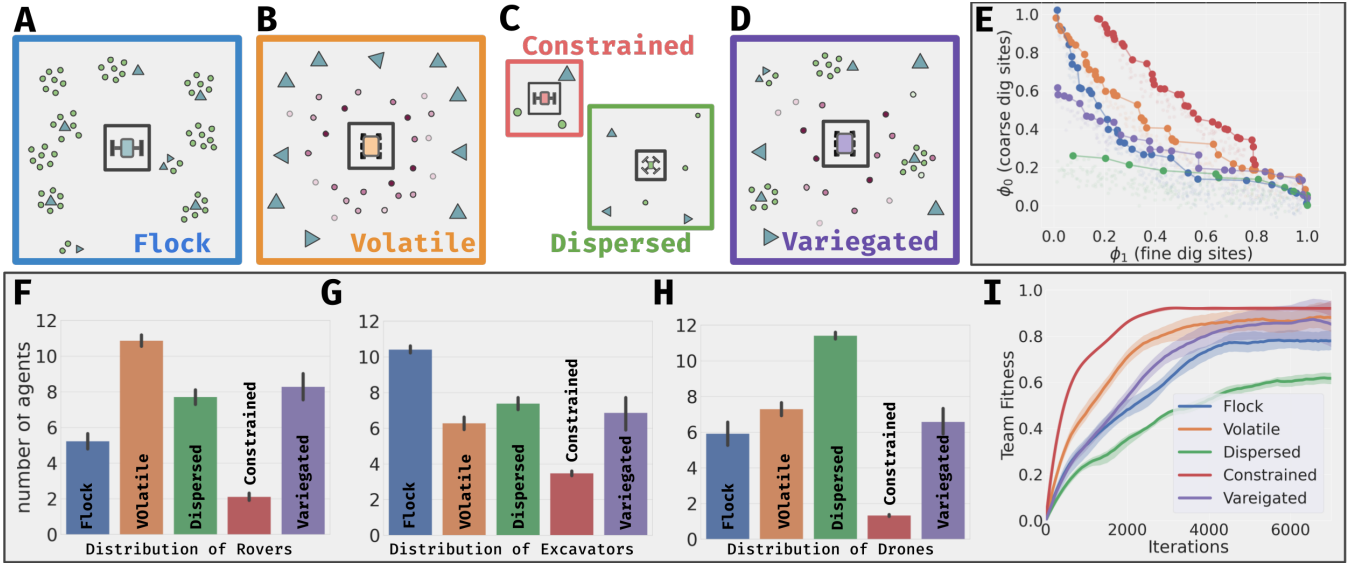 A
Flock
B
Volatile
C
Constrained
Dispersed
D
Variegated
E
ϕ0 (coarse dig sites)
1.0
0.8
0.6
0.4
0.2
0.0
0.0 0.2 0.4 0.6 0.8 1.0
ϕ1 (fine dig sites)
F
number of agents
12
10
8
6
4
2
0
Flock
VOlatile
Dispersed
Constrained
Variegated
Distribution of Rovers
G
12
10
8
6
4
2
0
Flock
Volatile
Dispersed
Constrained
Variegated
Distribution of Excavators
H
12
10
8
6
4
2
0
Flock
Volatile
Dispersed
Constrained
Variegated
Distribution of Drones
I
Team Fitness
1.0
0.8
0.6
0.4
0.2
0.0
0 2000 4000 6000
Iterations
Flock
Volatile
Dispersed
Constrained
Vareigated